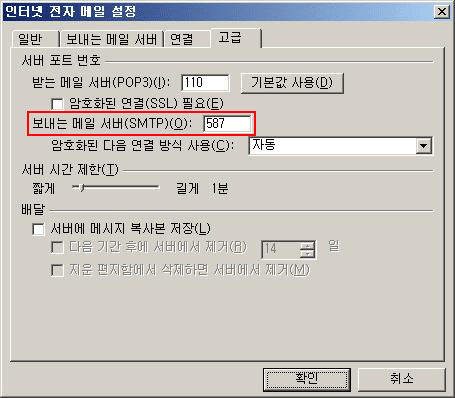 인터넷 전자 메일 설정
일반 보내는 메일 서버 연결 고급
서버 포트 번호
받는 메일 서버(POP3)(I): 110 기본값 사용(D)
암호화된 연결(SSL) 필요(E)
보내는 메일 서버(SMTP)(O): 587
암호화된 다음 연결 방식 사용(C): 자동
서버 시간 제한(T)
짧게 길게 1분
배달
서버에 메시지 복사본 저장(L)
다음 기간 후에 서버에서 제거(R) 14 일
지운 편지함에서 삭제하면 서버에서 제거(M)
확인 취소